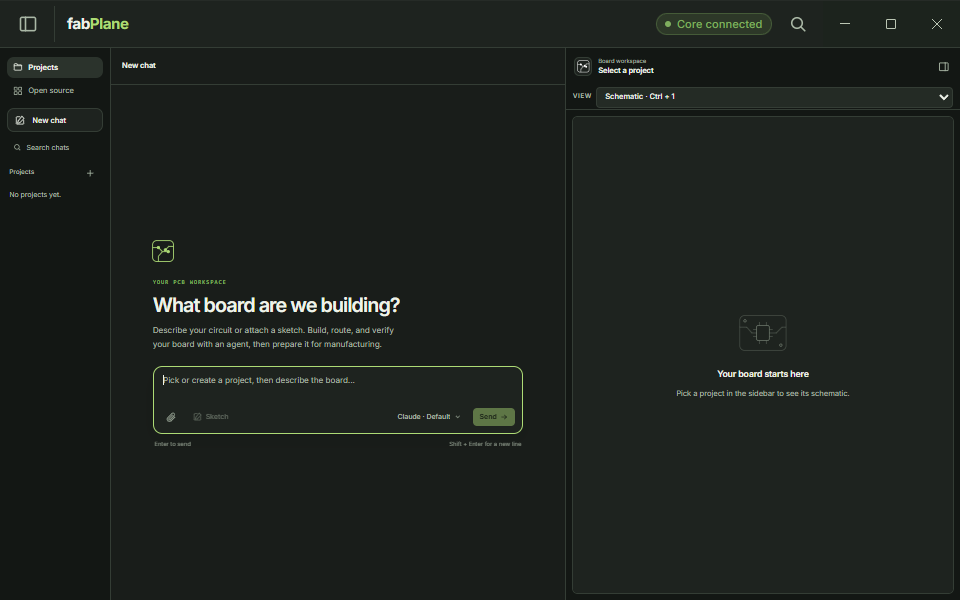 fabPlane
Core connected
Projects
Open source
New chat
Search chats
Projects
No projects yet.
New chat
YOUR PCB WORKSPACE
What board are we building?
Describe your circuit or attach a sketch. Build, route, and verify
your board with an agent, then prepare it for manufacturing.
Pick or create a project, then describe the board...
Sketch
Claude · Default
Send →
Enter to send
Shift + Enter for a new line
Board workspace
Select a project
VIEW
Schematic · Ctrl + 1
Your board starts here
Pick a project in the sidebar to see its schematic.